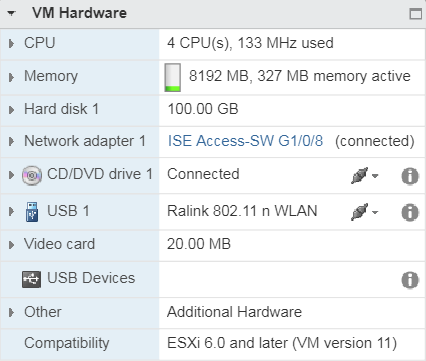 VM Hardware
CPU 4 CPU(s), 133 MHz used
Memory 8192 MB, 327 MB memory active
Hard disk 1 100.00 GB
Network adapter 1 ISE Access-SW G1/0/8 (connected)
CD/DVD drive 1 Connected
USB 1 Ralink 802.11 n WLAN
Video card 20.00 MB
USB Devices
Other Additional Hardware
Compatibility ESXi 6.0 and later (VM version 11)